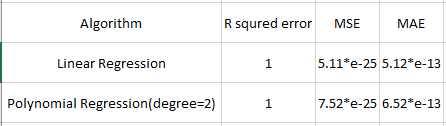 Algorithm R squred error MSE MAE
Linear Regression 1 5.11*e-25 5.12*e-13
Polynomial Regression(degree=2) 1 7.52*e-25 6.52*e-13